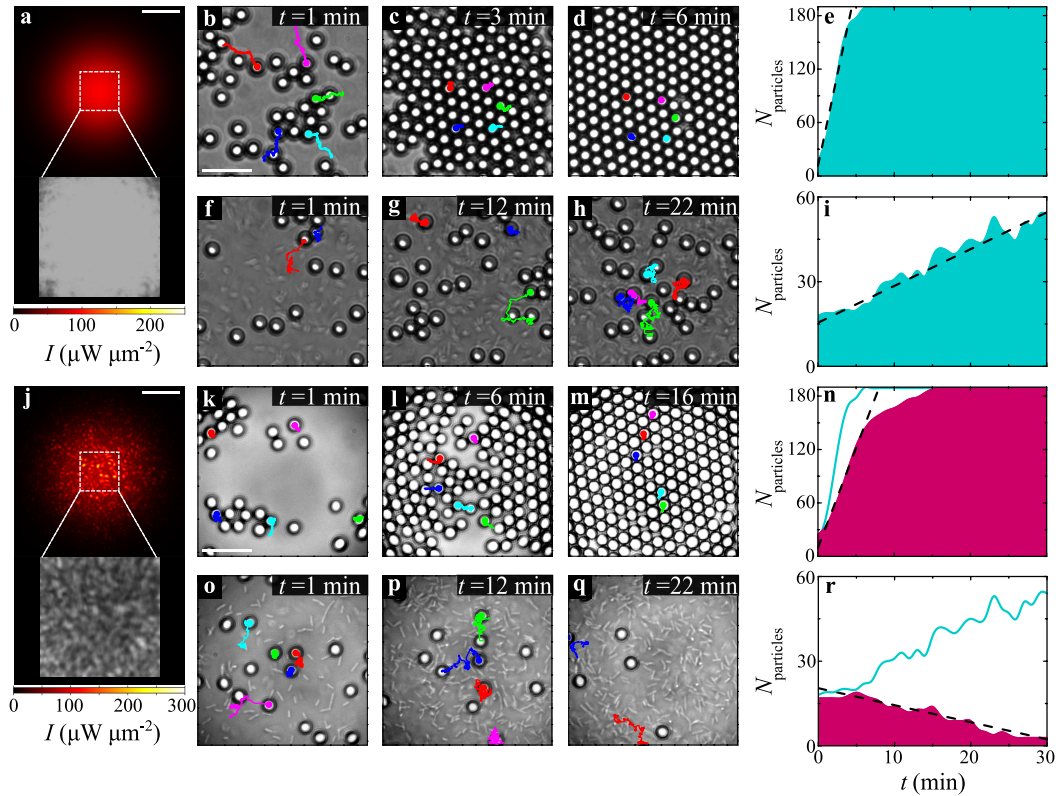 a
b t=1 min
c t=3 min
d t=6 min
e
190
120
60
0
N_particles
f t=1 min
g t=12 min
h t=22 min
i
60
30
0
N_particles
0 100 200
I (μW μm⁻²)
j
k t=1 min
l t=6 min
m t=16 min
n
180
120
60
0
N_particles
o t=1 min
p t=12 min
q t=22 min
r
60
30
0
N_particles
0 100 200 300
I (μW μm⁻²)
0 10 20 30
t (min)